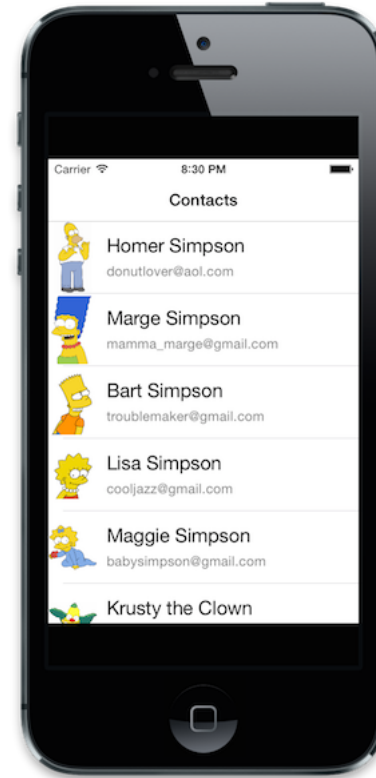 Carrier 8:30 PM
Contacts
Homer Simpson
donutlover@aol.com
Marge Simpson
mamma_marge@gmail.com
Bart Simpson
troublemaker@gmail.com
Lisa Simpson
cooljazz@gmail.com
Maggie Simpson
babysimpson@gmail.com
Krusty the Clown